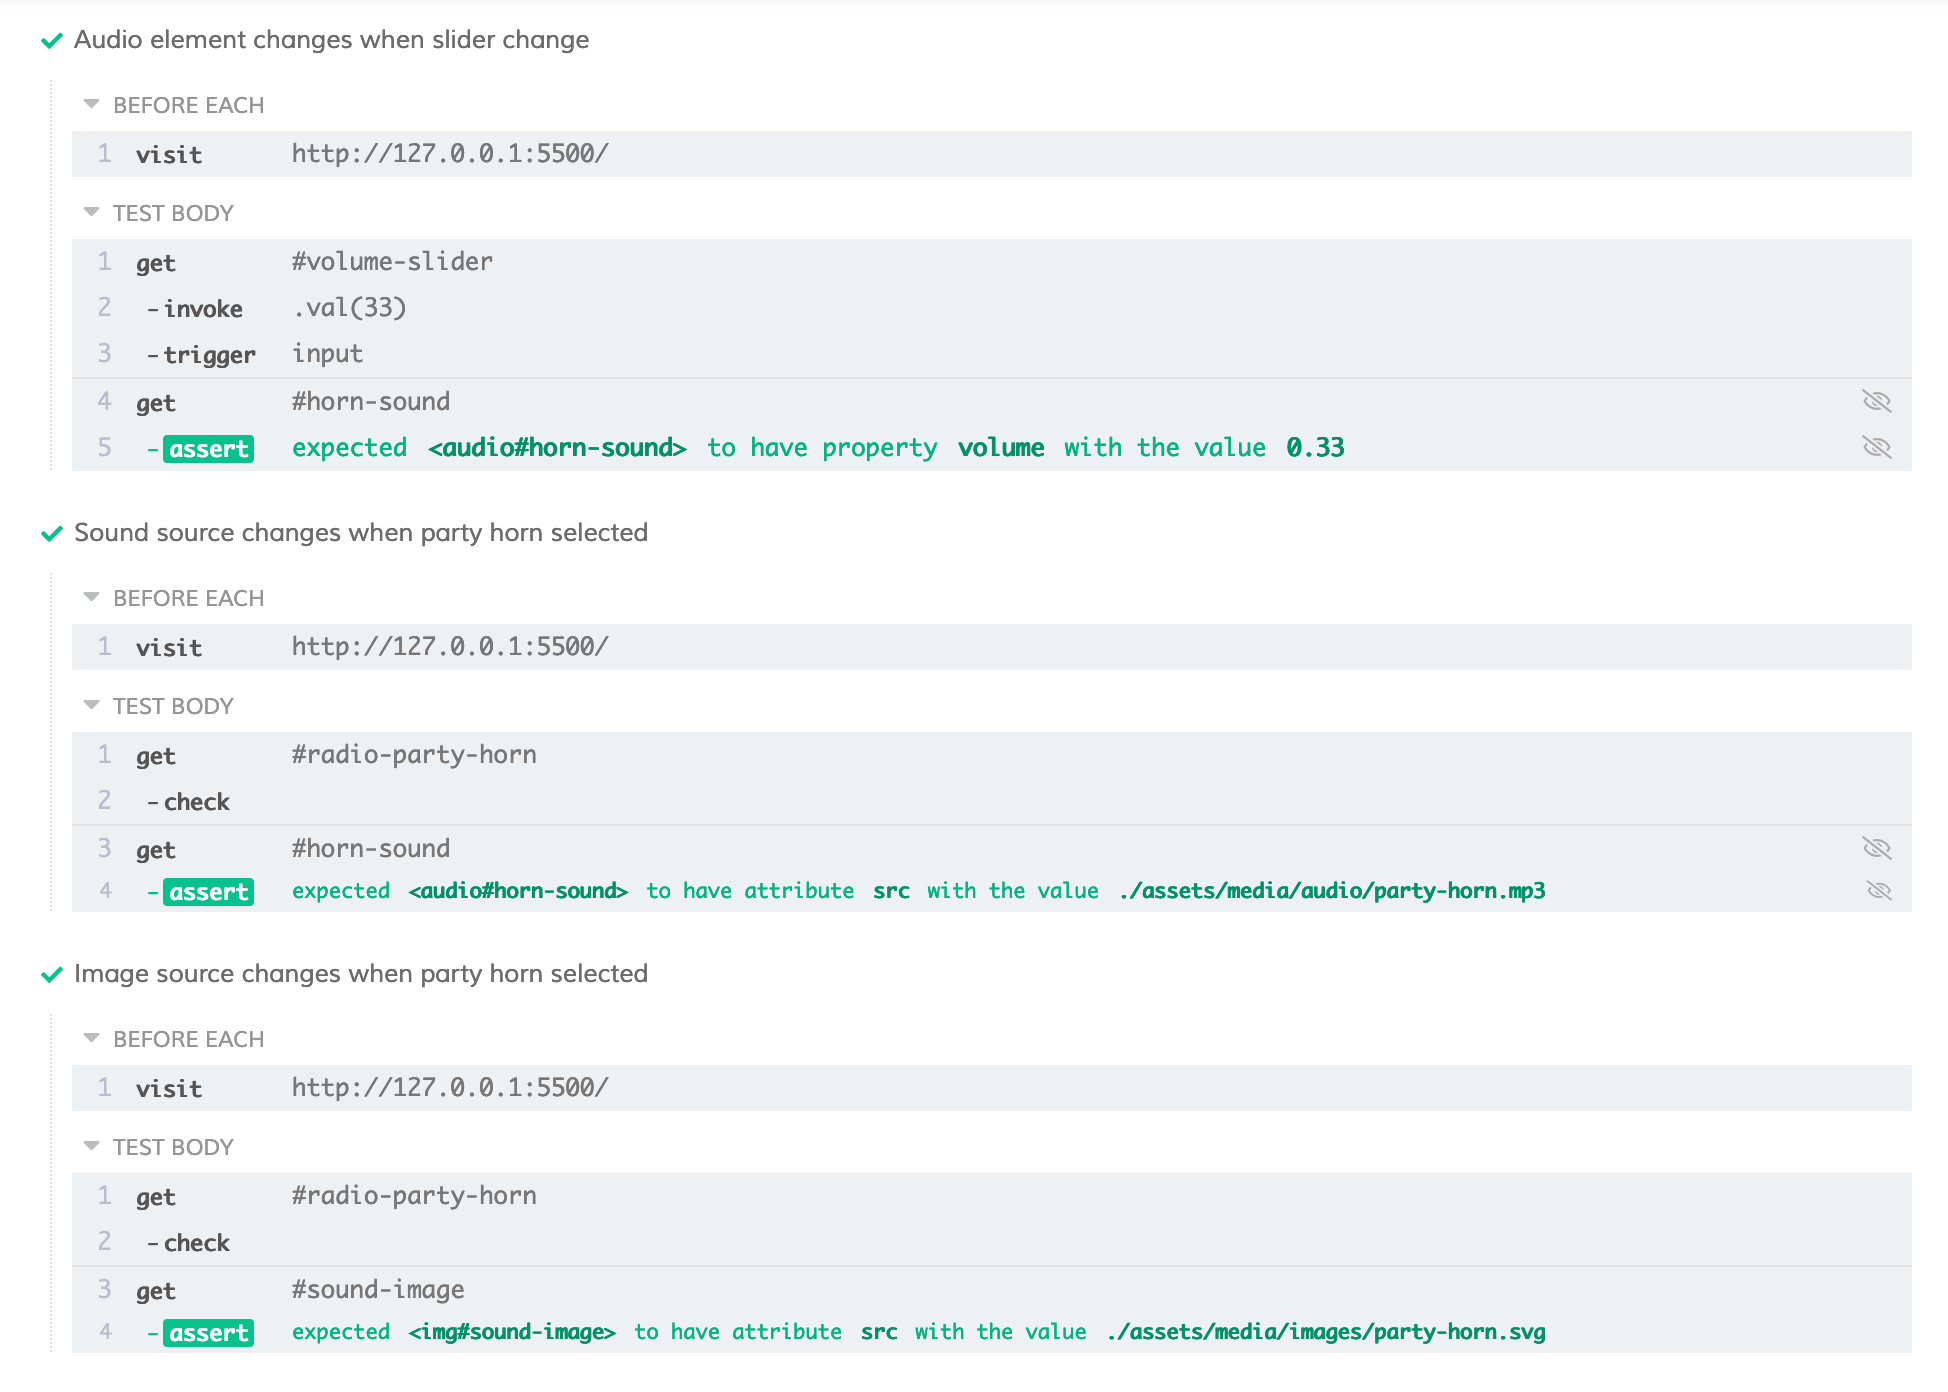 Audio element changes when slider change
BEFORE EACH
1 visit http://127.0.0.1:5500/
TEST BODY
1 get #volume-slider
2 -invoke .val(33)
3 -trigger input
4 get #horn-sound
5 -assert expected <audio#horn-sound> to have property volume with the value 0.33
Sound source changes when party horn selected
BEFORE EACH
1 visit http://127.0.0.1:5500/
TEST BODY
1 get #radio-party-horn
2 -check
3 get #horn-sound
4 -assert expected <audio#horn-sound> to have attribute src with the value ./assets/media/audio/party-horn.mp3
Image source changes when party horn selected
BEFORE EACH
1 visit http://127.0.0.1:5500/
TEST BODY
1 get #radio-party-horn
2 -check
3 get #sound-image
4 -assert expected <img#sound-image> to have attribute src with the value ./assets/media/images/party-horn.svg